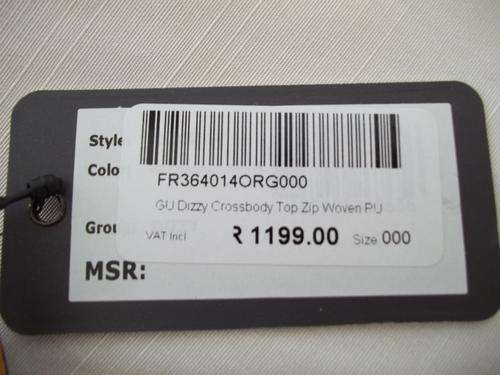 Style
Colo
FR364014ORG000
GU Dizzy Crossbody Top Zip Woven PU
Grou
VAT Incl R 1199.00 Size 000
MSR: